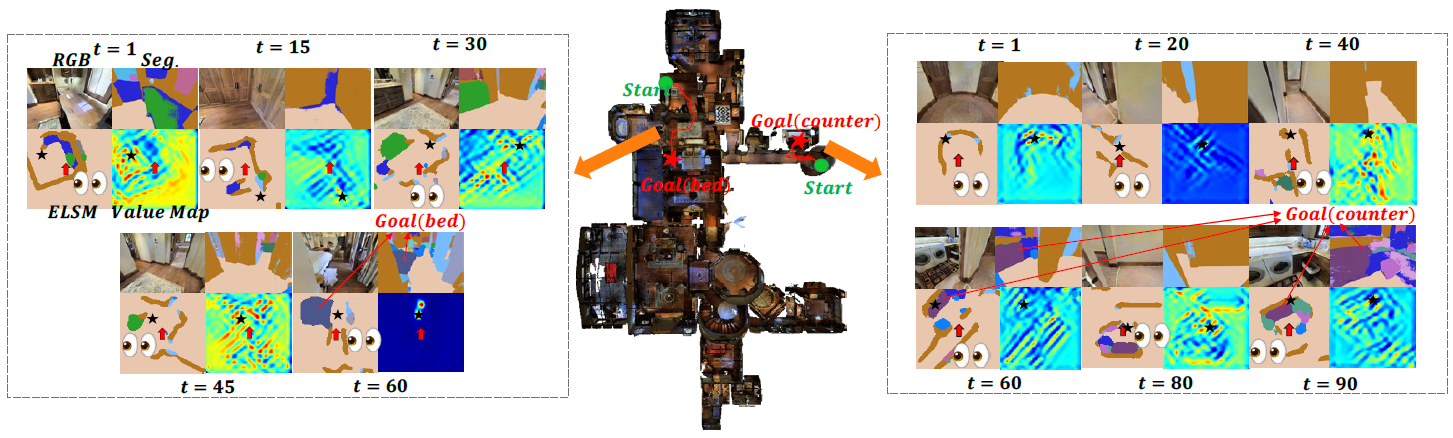 t = 1
t = 15
t = 30
RGB
Seg.
ELSM
Value Map
Goal(bed)
t = 45
t = 60
Start
Goal(counter)
Goal(bed)
Start
t = 1
t = 20
t = 40
Goal(counter)
t = 60
t = 80
t = 90